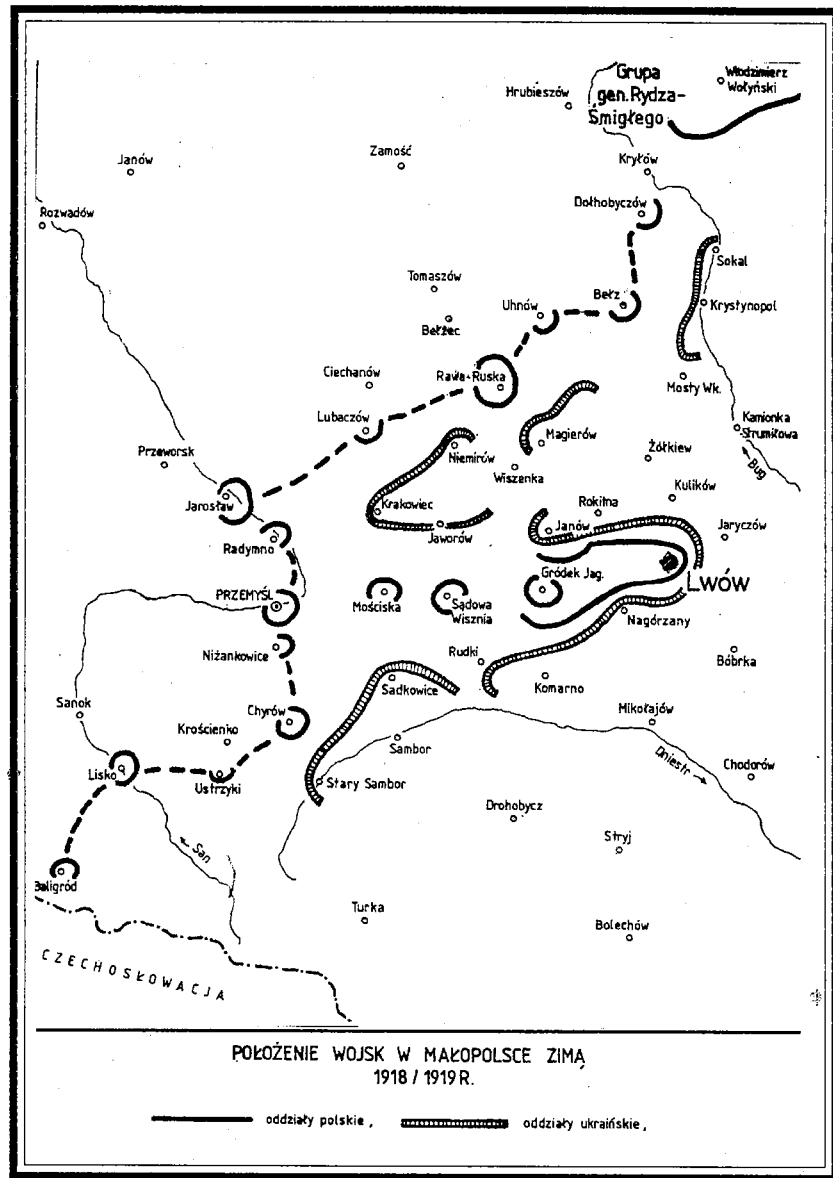 Grupa
gen. Rydza-
Śmigłego
Włodzimierz
Wołyński
Hrubieszów
Janów
Zamość
Kryłów
Rozwadów
Dołhobyczów
Sokal
Tomaszów
Bełz
Uhnów
Krystynopol
Bełżec
Ciechanów
Rawa-Ruska
Mosty Wk.
Lubaczów
Kamionka
Strumiłowa
Magierów
Niemirów
Żółkiew
Przeworsk
Wiszenka
Bug
Kulików
Jarosław
Krakowiec
Rokitna
Janów
Jaworów
Jaryczów
Radymno
Gródek Jag.
LWÓW
PRZEMYŚL
Mościska
Sądowa
Wisznia
Nagórzany
Niżankowice
Rudki
Bóbrka
Sadkowice
Komarno
Sanok
Chyrów
Mikołajów
Krościenko
Sambor
Dniestr
Lisko
Ustrzyki
Stary Sambor
Chodorów
Drohobycz
Stryj
San
Baligród
Turka
Bolechów
CZECHOSŁOWACJA
POŁOŻENIE WOJSK W MAŁOPOLSCE ZIMĄ
1918 / 1919 R.
oddziały polskie, oddziały ukraińskie,